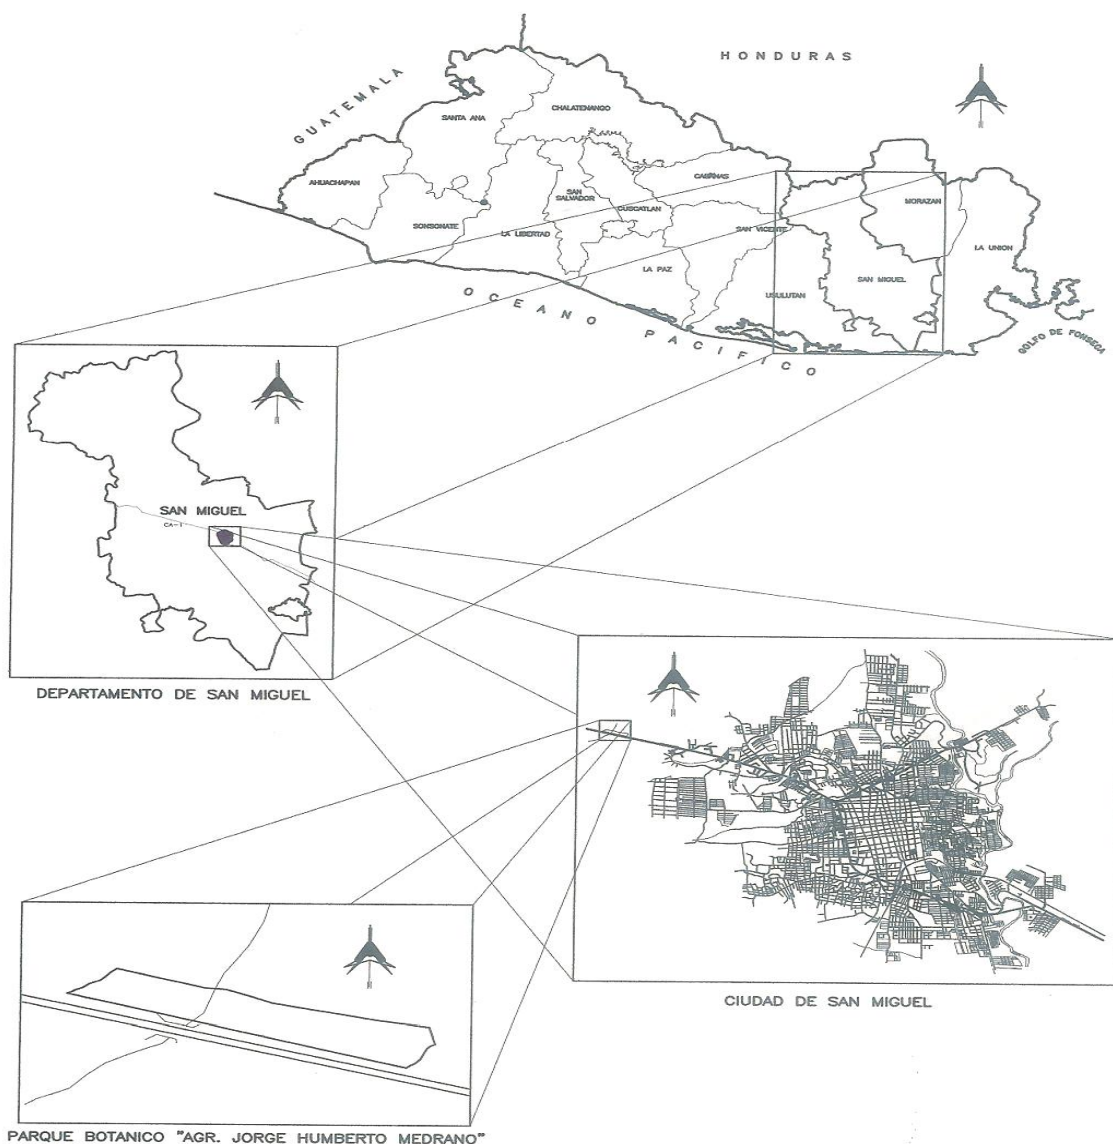 HONDURAS
GUATEMALA
CHALATENANGO
SANTA ANA
AHUACHAPAN
CABAÑAS
SAN
SALVADOR
MORAZAN
CUSCATLAN
SONSONATE
LA LIBERTAD
SAN VICENTE
LA UNION
LA PAZ
SAN MIGUEL
USULUTAN
OCEANO PACIFICO
GOLFO DE FONSECA
SAN MIGUEL
CA-1
DEPARTAMENTO DE SAN MIGUEL
CIUDAD DE SAN MIGUEL
PARQUE BOTANICO "AGR. JORGE HUMBERTO MEDRANO"